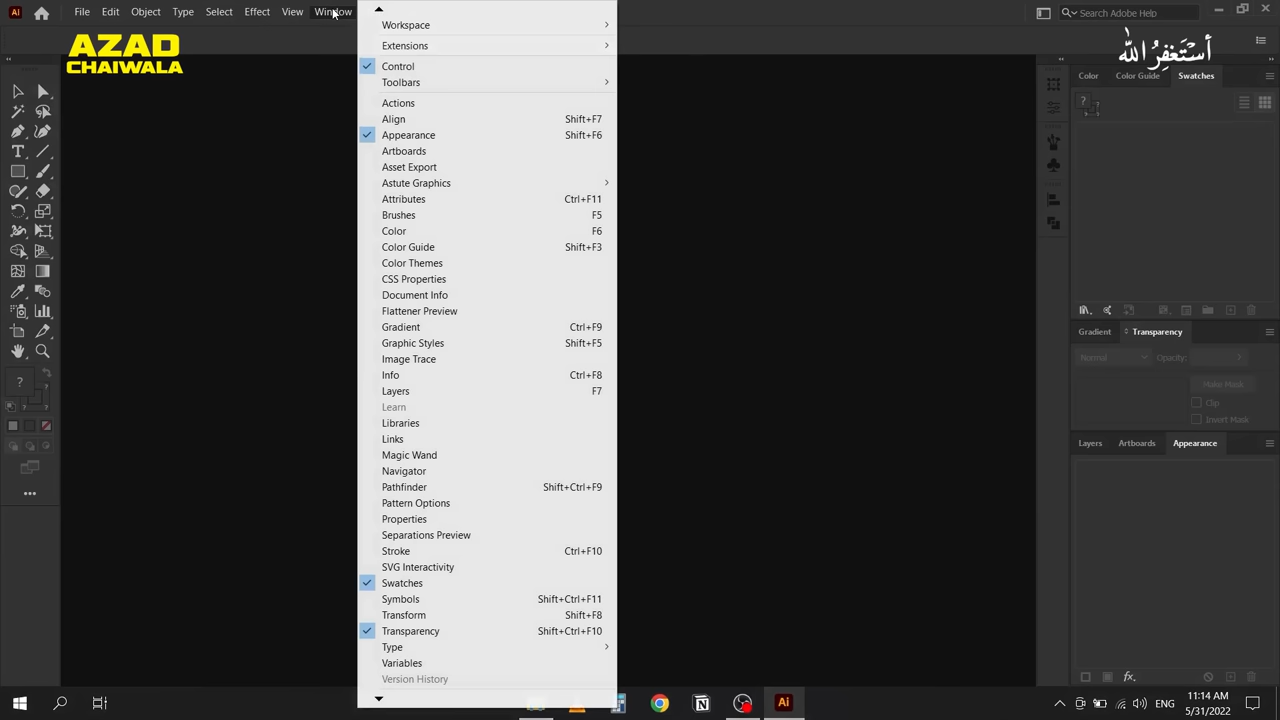 Ai
File Edit Object Type Select Effect View Window
Search Adobe Help
AZAD
CHAIWALA
أستغفر الله
Workspace
Extensions
Control
Toolbars
Actions
Align Shift+F7
Appearance Shift+F6
Artboards
Asset Export
Astute Graphics
Attributes Ctrl+F11
Brushes F5
Color F6
Color Guide Shift+F3
Color Themes
CSS Properties
Document Info
Flattener Preview
Gradient Ctrl+F9
Graphic Styles Shift+F5
Image Trace
Info Ctrl+F8
Layers F7
Learn
Libraries
Links
Magic Wand
Navigator
Pathfinder Shift+Ctrl+F9
Pattern Options
Properties
Separations Preview
Stroke Ctrl+F10
SVG Interactivity
Swatches
Symbols Shift+Ctrl+F11
Transform Shift+F8
Transparency Shift+Ctrl+F10
Type
Variables
Version History
Color Color Guide Swatches
Gradient Transparency
Normal Opacity:
Make Mask
Clip
Invert Mask
Layers Artboards Appearance
fx.
Ai
ENG
11:14 AM
5/31/2022